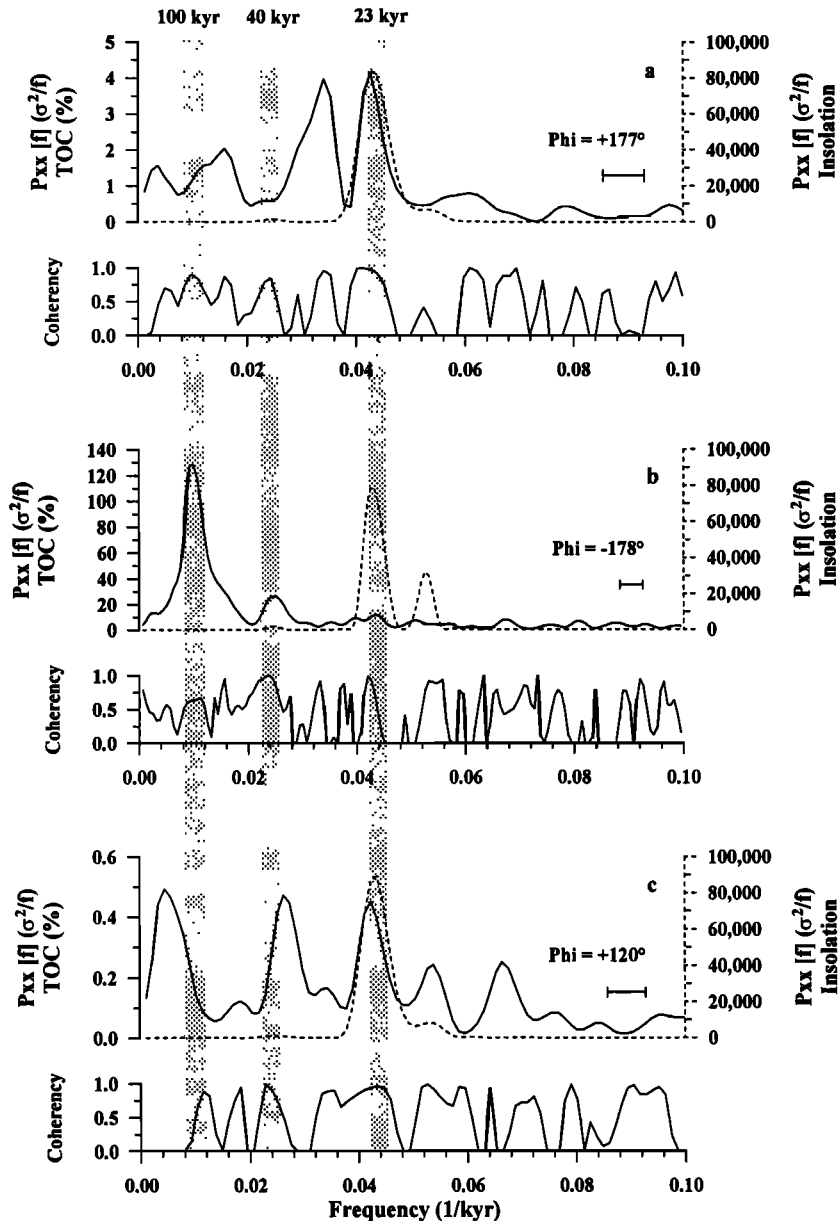 100 kyr 40 kyr 23 kyr
Pxx [f] (σ²/f)
TOC (%)
5
4
3
2
1
0
a
Phi = +177°
100,000
80,000
60,000
40,000
20,000
0
Pxx [f] (σ²/f)
Insolation
Coherency
1.0
0.5
0.0
0.00 0.02 0.04 0.06 0.08 0.10
Pxx [f] (σ²/f)
TOC (%)
140
120
100
80
60
40
20
0
b
Phi = -178°
100,000
80,000
60,000
40,000
20,000
0
Pxx [f] (σ²/f)
Insolation
Coherency
1.0
0.5
0.0
0.00 0.02 0.04 0.06 0.08 0.10
Pxx [f] (σ²/f)
TOC (%)
0.6
0.4
0.2
0.0
c
Phi = +120°
100,000
80,000
60,000
40,000
20,000
0
Pxx [f] (σ²/f)
Insolation
Coherency
1.0
0.5
0.0
0.00 0.02 0.04 0.06 0.08 0.10
Frequency (1/kyr)